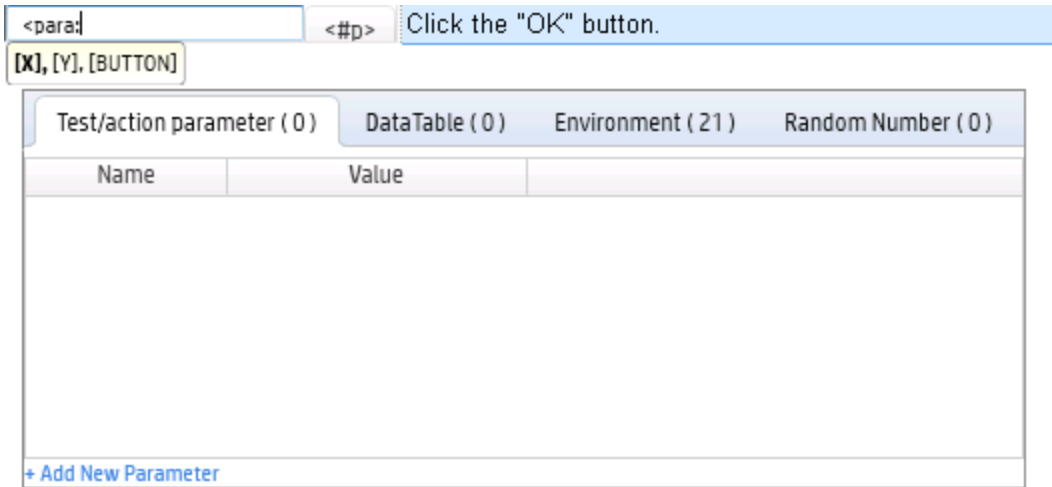 <para: <#p> Click the "OK" button.
[X], [Y], [BUTTON]
Test/action parameter ( 0 ) DataTable ( 0 ) Environment ( 21 ) Random Number ( 0 )
Name Value
+ Add New Parameter